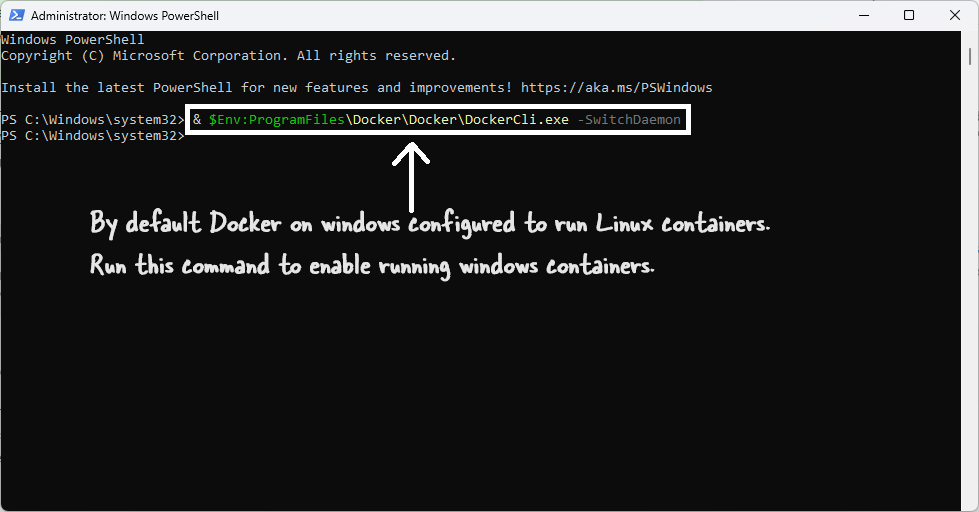 Administrator: Windows PowerShell
Windows PowerShell
Copyright (C) Microsoft Corporation. All rights reserved.
Install the latest PowerShell for new features and improvements! https://aka.ms/PSWindows
PS C:\Windows\system32> & $Env:ProgramFiles\Docker\Docker\DockerCli.exe -SwitchDaemon
PS C:\Windows\system32>
By default Docker on windows configured to run Linux containers.
Run this command to enable running windows containers.